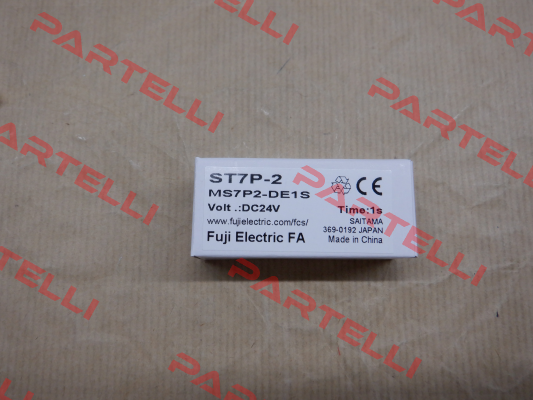 PARTELLI
PARTELLI
PARTELLI
ST7P-2
MS7P2-DE1S
Volt .:DC24V
www.fujielectric.com/fcs/
Fuji Electric FA
CE
Time:1s
SAITAMA
369-0192 JAPAN
Made in China
PARTELLI
PARTELLI
PARTELLI